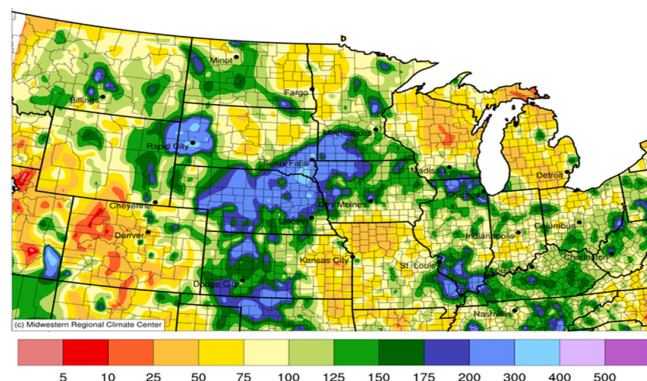 Minot
Fargo
Billings
Minneapolis
Rapid City
Sioux Falls
Madison
Detroit
Cheyenne
Des Moines
Denver
Columbus
Indianapolis
Kansas City
St. Louis
Charleston
Dodge City
Nashville
(c) Midwestern Regional Climate Center
5 10 25 50 75 100 125 150 175 200 300 400 500